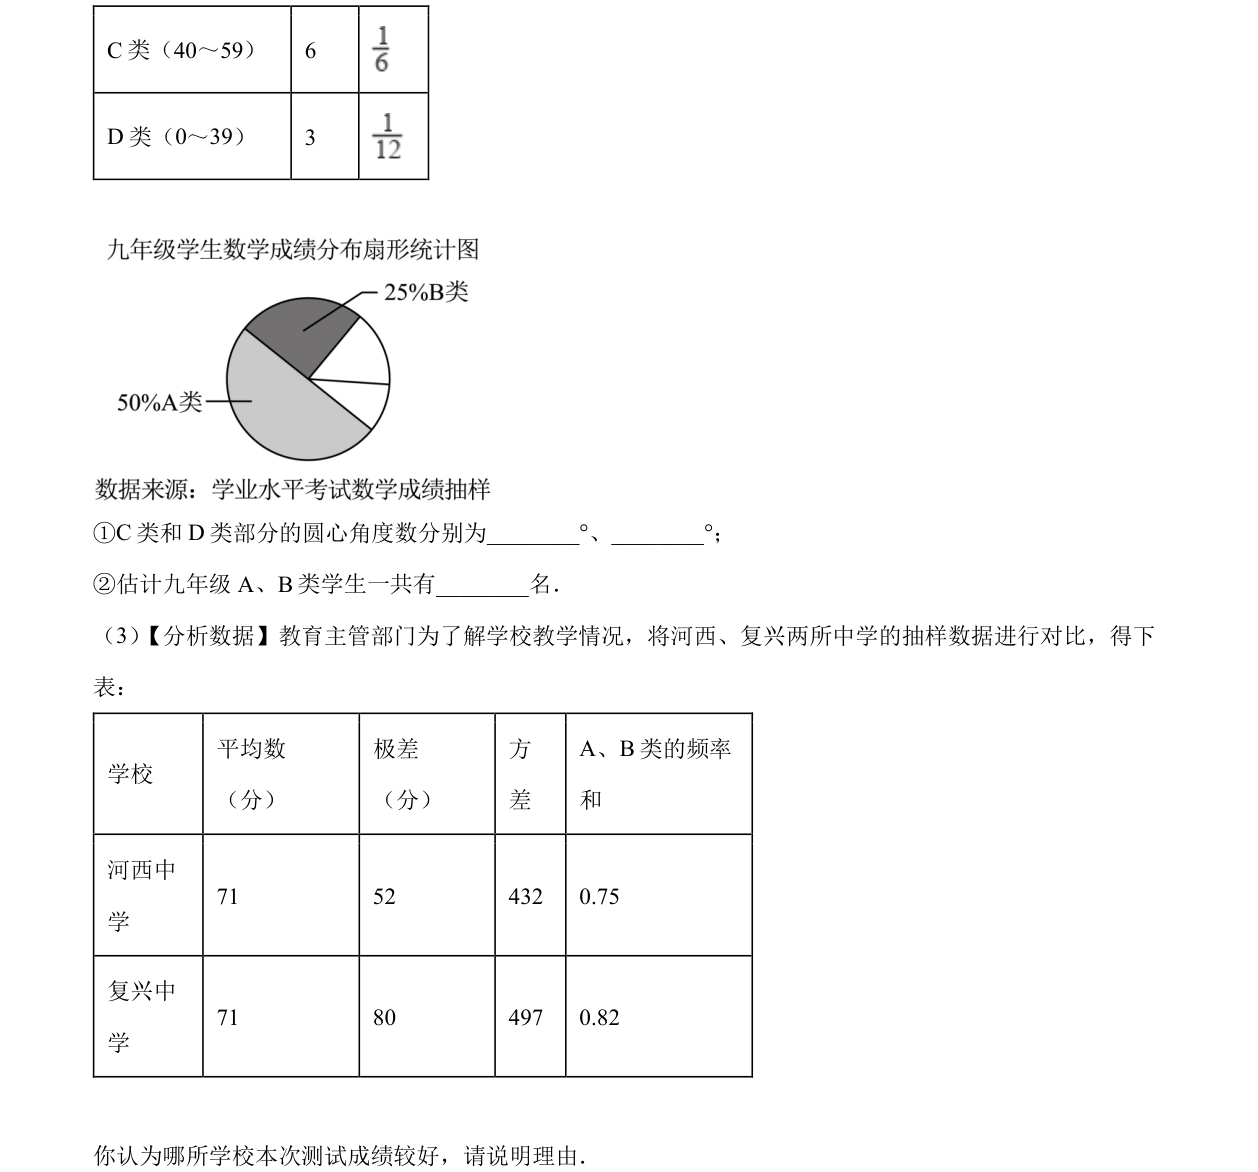 C 类（40～59） 6 1/6
D 类（0～39） 3 1/12
九年级学生数学成绩分布扇形统计图
25%B类
50%A类
数据来源：学业水平考试数学成绩抽样
①C 类和 D 类部分的圆心角度数分别为________°、________°；
②估计九年级 A、B 类学生一共有________名．
（3）【分析数据】教育主管部门为了解学校教学情况，将河西、复兴两所中学的抽样数据进行对比，得下
表：
学校 平均数（分） 极差（分） 方差 A、B 类的频率和
河西中学 71 52 432 0.75
复兴中学 71 80 497 0.82
你认为哪所学校本次测试成绩较好，请说明理由．